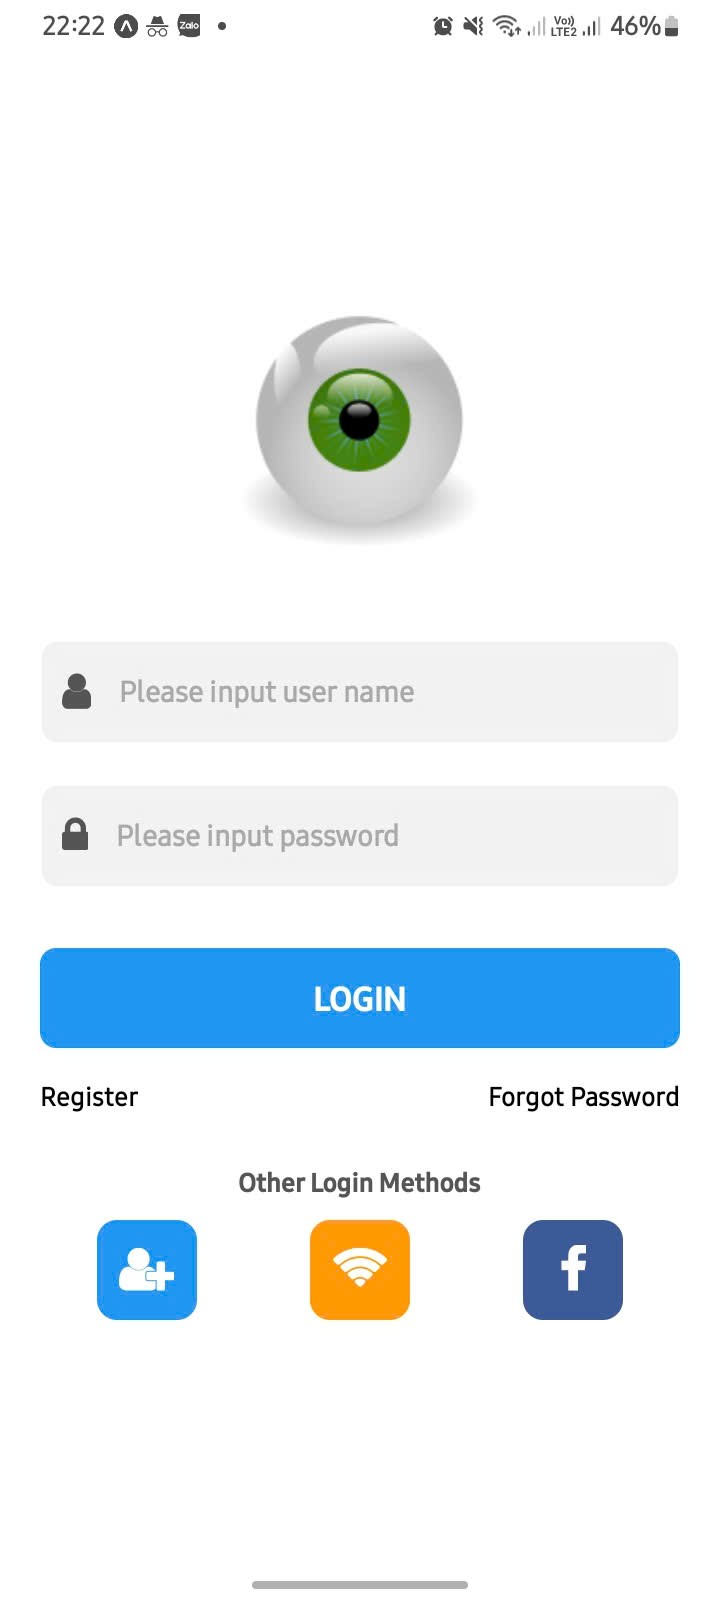 22:22 Zalo Vo)) LTE2 46%
Please input user name
Please input password
LOGIN
Register Forgot Password
Other Login Methods
f